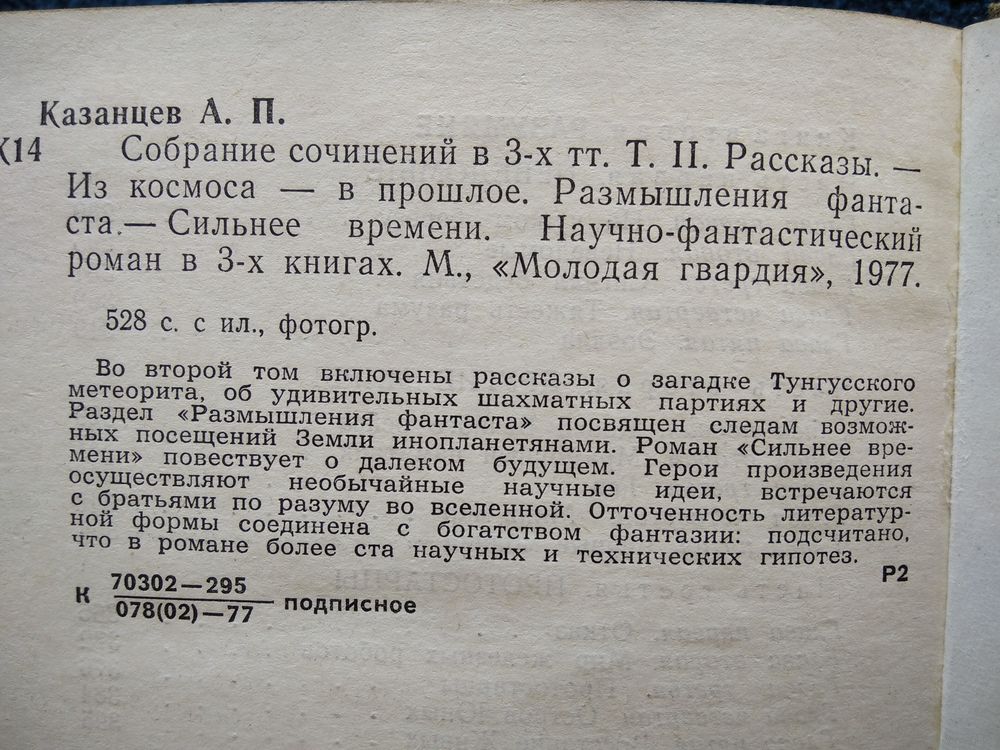 Казанцев А. П.
К14 Собрание сочинений в 3-х тт. Т. II. Рассказы. —
Из космоса — в прошлое. Размышления фанта-
ста.— Сильнее времени. Научно-фантастический
роман в 3-х книгах. М., «Молодая гвардия», 1977.
528 с. с ил., фотогр.
Во второй том включены рассказы о загадке Тунгусского
метеорита, об удивительных шахматных партиях и другие.
Раздел «Размышления фантаста» посвящен следам возмож-
ных посещений Земли инопланетянами. Роман «Сильнее вре-
мени» повествует о далеком будущем. Герои произведения
осуществляют необычайные научные идеи, встречаются
с братьями по разуму во вселенной. Отточенность литератур-
ной формы соединена с богатством фантазии: подсчитано,
что в романе более ста научных и технических гипотез.
Р2
К 70302—295
078(02)—77 подписное